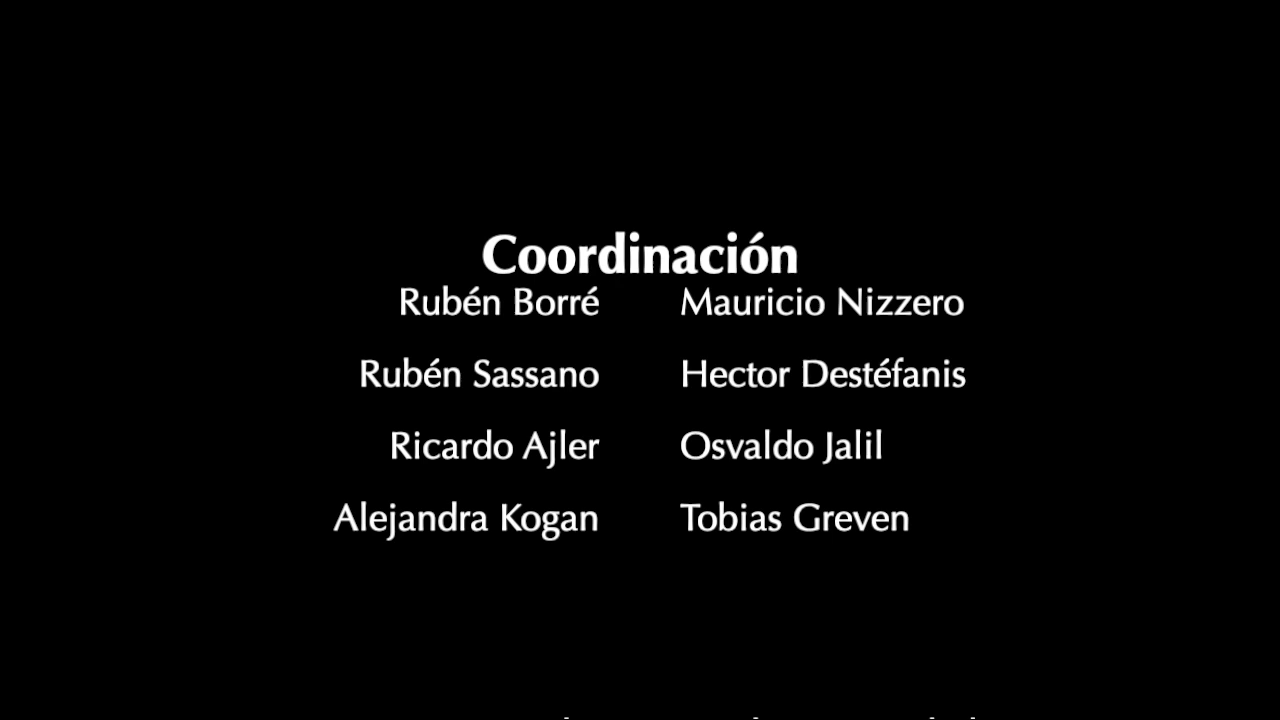 Coordinación
Rubén Borré Mauricio Nizzero
Rubén Sassano Hector Destéfanis
Ricardo Ajler Osvaldo Jalil
Alejandra Kogan Tobias Greven